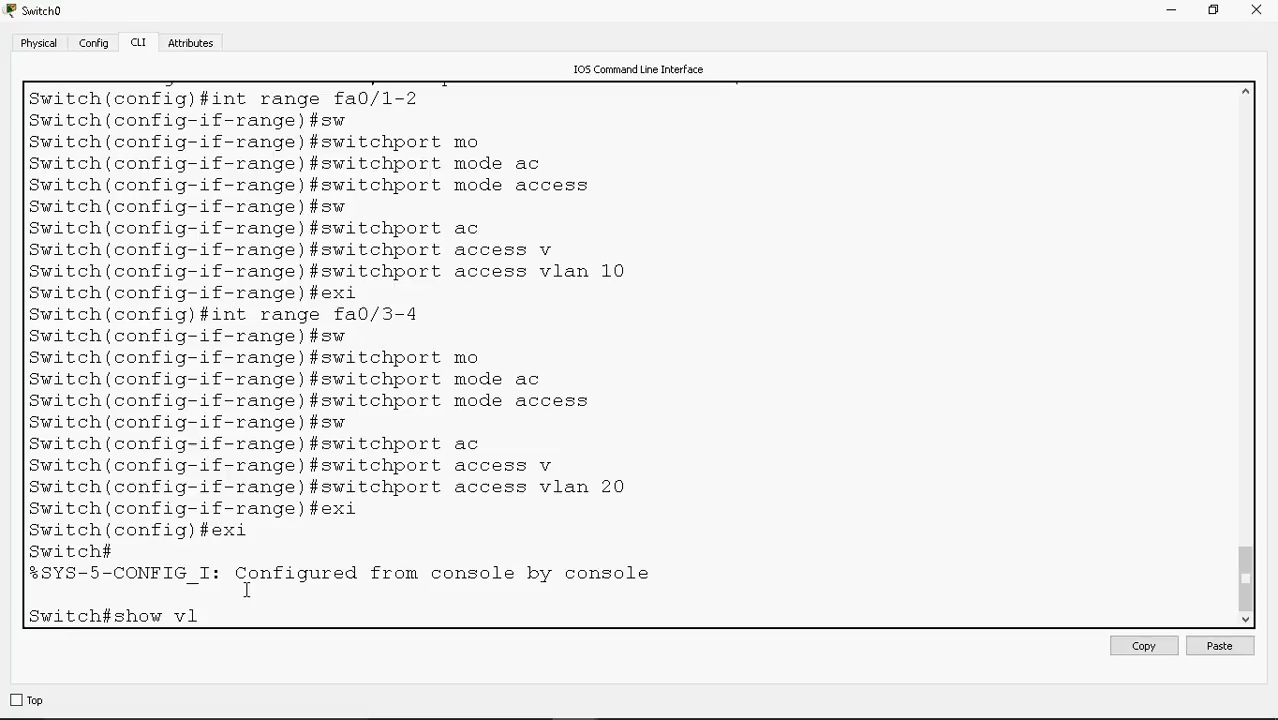 Switch0
Physical
Config
CLI
Attributes
IOS Command Line Interface
Switch(config)#int range fa0/1-2
Switch(config-if-range)#sw
Switch(config-if-range)#switchport mo
Switch(config-if-range)#switchport mode ac
Switch(config-if-range)#switchport mode access
Switch(config-if-range)#sw
Switch(config-if-range)#switchport ac
Switch(config-if-range)#switchport access v
Switch(config-if-range)#switchport access vlan 10
Switch(config-if-range)#exi
Switch(config)#int range fa0/3-4
Switch(config-if-range)#sw
Switch(config-if-range)#switchport mo
Switch(config-if-range)#switchport mode ac
Switch(config-if-range)#switchport mode access
Switch(config-if-range)#sw
Switch(config-if-range)#switchport ac
Switch(config-if-range)#switchport access v
Switch(config-if-range)#switchport access vlan 20
Switch(config-if-range)#exi
Switch(config)#exi
Switch#
%SYS-5-CONFIG_I: Configured from console by console
Switch#show vl
Copy
Paste
Top